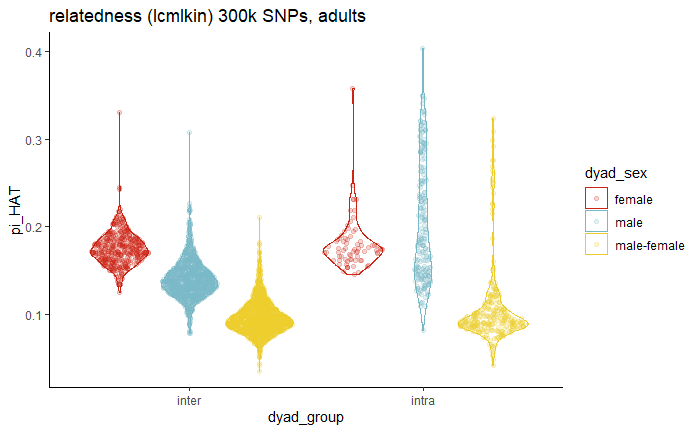 relatedness (lcmlkin) 300k SNPs, adults
0.4
0.3
0.2
0.1
pi_HAT
inter
intra
dyad_group
dyad_sex
female
male
male-female